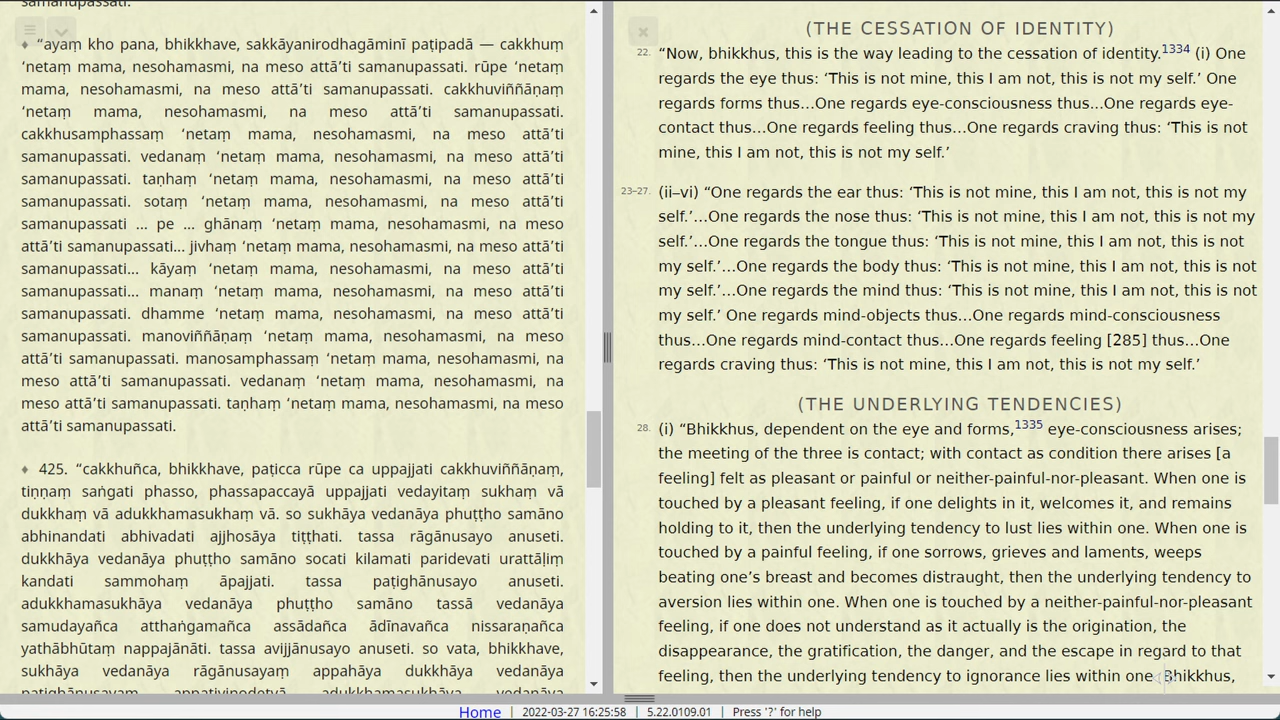 samānupassati.
♦ “ayaṃ kho pana, bhikkhave, sakkāyanirodhagāminī paṭipadā — cakkhuṃ
‘netaṃ mama, nesohamasmi, na meso attā’ti samanupassati. rūpe ‘netaṃ
mama, nesohamasmi, na meso attā’ti samanupassati. cakkhuviññāṇaṃ
‘netaṃ mama, nesohamasmi, na meso attā’ti samanupassati.
cakkhusamphassaṃ ‘netaṃ mama, nesohamasmi, na meso attā’ti
samanupassati. vedanaṃ ‘netaṃ mama, nesohamasmi, na meso attā’ti
samanupassati. taṇhaṃ ‘netaṃ mama, nesohamasmi, na meso attā’ti
samanupassati. sotaṃ ‘netaṃ mama, nesohamasmi, na meso attā’ti
samanupassati ... pe ... ghānaṃ ‘netaṃ mama, nesohamasmi, na meso
attā’ti samanupassati... jivhaṃ ‘netaṃ mama, nesohamasmi, na meso attā’ti
samanupassati... kāyaṃ ‘netaṃ mama, nesohamasmi, na meso attā’ti
samanupassati... manaṃ ‘netaṃ mama, nesohamasmi, na meso attā’ti
samanupassati. dhamme ‘netaṃ mama, nesohamasmi, na meso attā’ti
samanupassati. manoviññāṇaṃ ‘netaṃ mama, nesohamasmi, na meso
attā’ti samanupassati. manosamphassaṃ ‘netaṃ mama, nesohamasmi, na
meso attā’ti samanupassati. vedanaṃ ‘netaṃ mama, nesohamasmi, na
meso attā’ti samanupassati. taṇhaṃ ‘netaṃ mama, nesohamasmi, na meso
attā’ti samanupassati.
♦ 425. “cakkhuñca, bhikkhave, paṭicca rūpe ca uppajjati cakkhuviññāṇaṃ,
tiṇṇaṃ saṅgati phasso, phassapaccayā uppajjati vedayitaṃ sukhaṃ vā
dukkhaṃ vā adukkhamasukhaṃ vā. so sukhāya vedanāya phuṭṭho samāno
abhinandati abhivadati ajjhosāya tiṭṭhati. tassa rāgānusayo anuseti.
dukkhāya vedanāya phuṭṭho samāno socati kilamati paridevati urattāḷiṃ
kandati sammohaṃ āpajjati. tassa paṭighānusayo anuseti.
adukkhamasukhāya vedanāya phuṭṭho samāno tassā vedanāya
samudayañca atthaṅgamañca assādañca ādīnavañca nissaraṇañca
yathābhūtaṃ nappajānāti. tassa avijjānusayo anuseti. so vata, bhikkhave,
sukhāya vedanāya rāgānusayaṃ appahāya dukkhāya vedanāya
paṭighānusayaṃ appaṭivinodetvā adukkhamasukhāya vedanāya
(THE CESSATION OF IDENTITY)
22. “Now, bhikkhus, this is the way leading to the cessation of identity.1334 (i) One
regards the eye thus: ‘This is not mine, this I am not, this is not my self.’ One
regards forms thus…One regards eye-consciousness thus…One regards eye-
contact thus…One regards feeling thus…One regards craving thus: ‘This is not
mine, this I am not, this is not my self.’
23–27. (ii–vi) “One regards the ear thus: ‘This is not mine, this I am not, this is not my
self.’…One regards the nose thus: ‘This is not mine, this I am not, this is not my
self.’…One regards the tongue thus: ‘This is not mine, this I am not, this is not
my self.’…One regards the body thus: ‘This is not mine, this I am not, this is not
my self.’…One regards the mind thus: ‘This is not mine, this I am not, this is not
my self.’ One regards mind-objects thus…One regards mind-consciousness
thus…One regards mind-contact thus…One regards feeling [285] thus…One
regards craving thus: ‘This is not mine, this I am not, this is not my self.’
(THE UNDERLYING TENDENCIES)
28. (i) “Bhikkhus, dependent on the eye and forms,1335 eye-consciousness arises;
the meeting of the three is contact; with contact as condition there arises [a
feeling] felt as pleasant or painful or neither-painful-nor-pleasant. When one is
touched by a pleasant feeling, if one delights in it, welcomes it, and remains
holding to it, then the underlying tendency to lust lies within one. When one is
touched by a painful feeling, if one sorrows, grieves and laments, weeps
beating one’s breast and becomes distraught, then the underlying tendency to
aversion lies within one. When one is touched by a neither-painful-nor-pleasant
feeling, if one does not understand as it actually is the origination, the
disappearance, the gratification, the danger, and the escape in regard to that
feeling, then the underlying tendency to ignorance lies within one. Bhikkhus,
Home | 2022-03-27 16:25:58 | 5.22.0109.01 | Press '?' for help